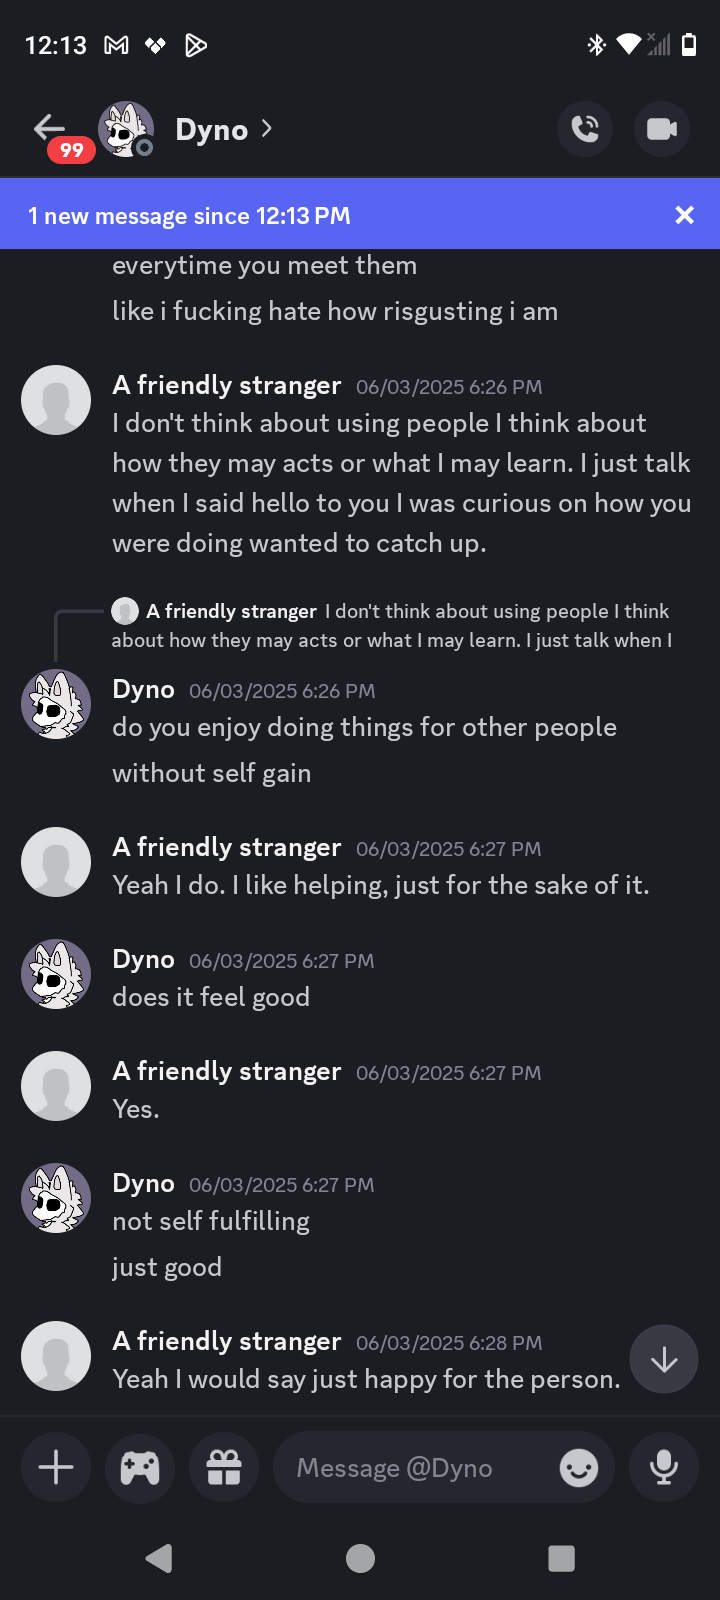 12:13
99
Dyno
1 new message since 12:13 PM
everytime you meet them
like i fucking hate how risgusting i am
A friendly stranger 06/03/2025 6:26 PM
I don't think about using people I think about
how they may acts or what I may learn. I just talk
when I said hello to you I was curious on how you
were doing wanted to catch up.
A friendly stranger I don't think about using people I think
about how they may acts or what I may learn. I just talk when I
Dyno 06/03/2025 6:26 PM
do you enjoy doing things for other people
without self gain
A friendly stranger 06/03/2025 6:27 PM
Yeah I do. I like helping, just for the sake of it.
Dyno 06/03/2025 6:27 PM
does it feel good
A friendly stranger 06/03/2025 6:27 PM
Yes.
Dyno 06/03/2025 6:27 PM
not self fulfilling
just good
A friendly stranger 06/03/2025 6:28 PM
Yeah I would say just happy for the person.
Message @Dyno